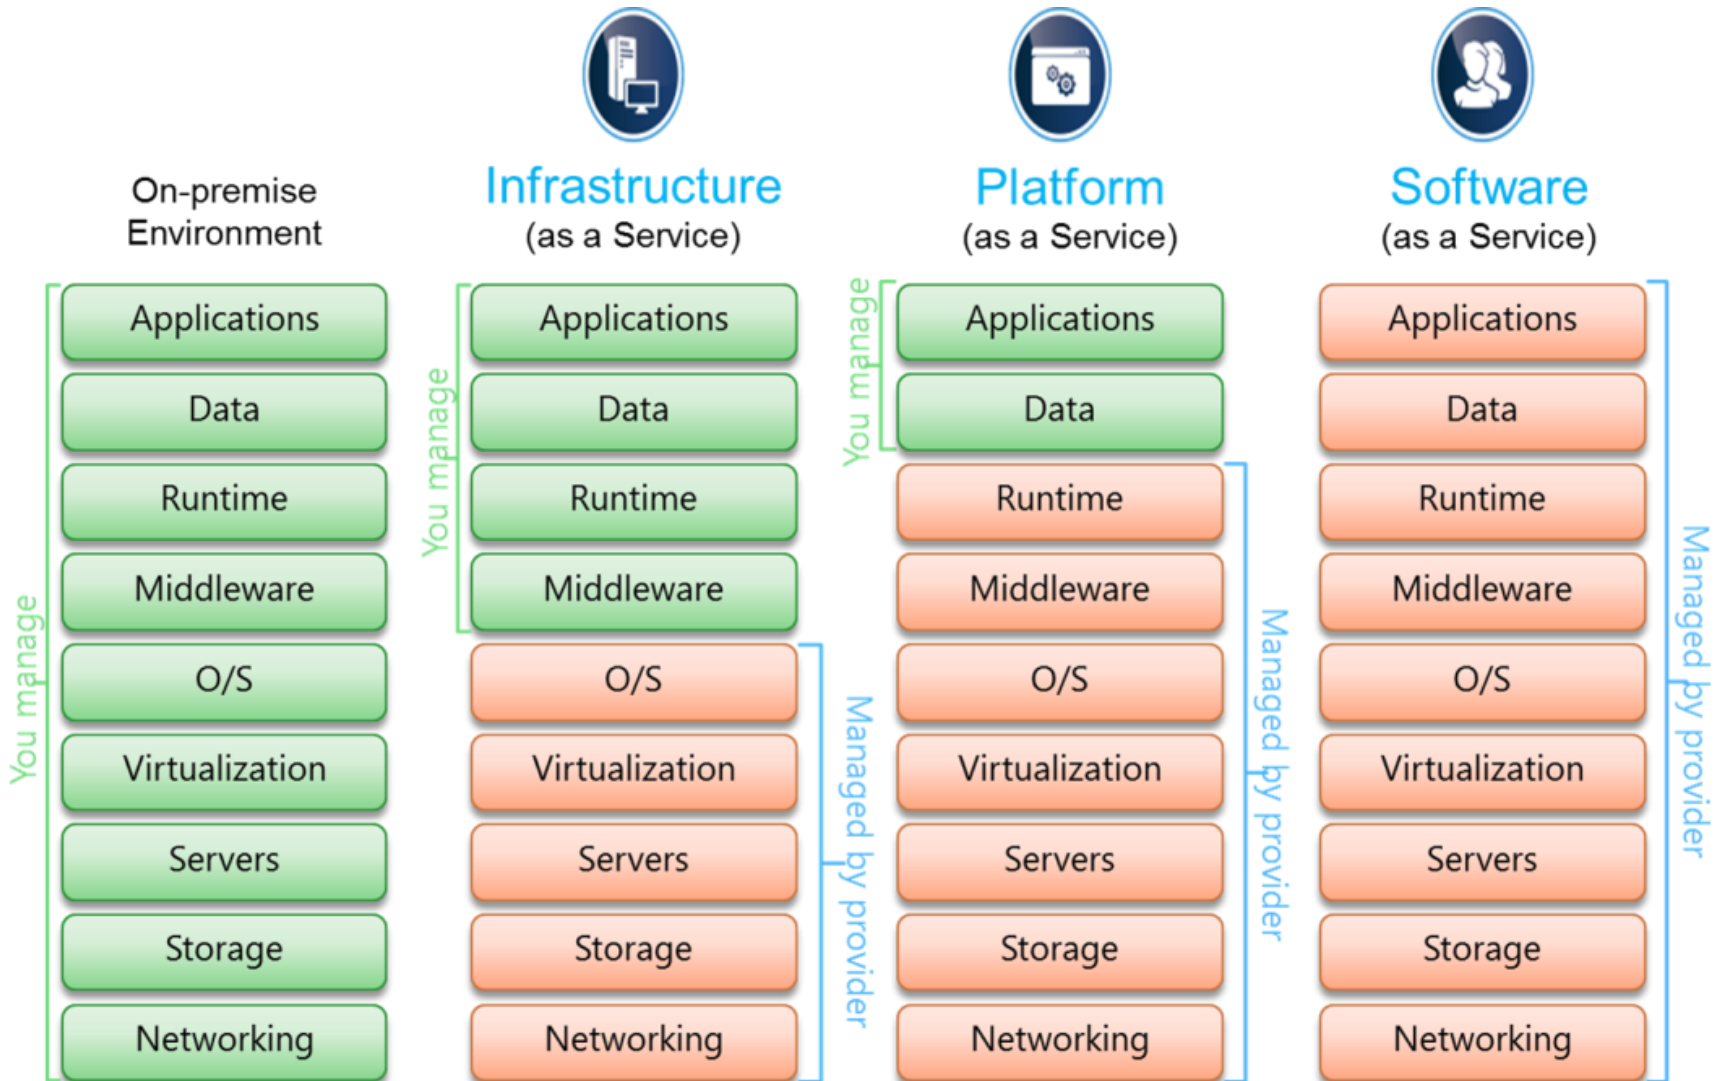 On-premise
Environment
You manage
Applications
Data
Runtime
Middleware
O/S
Virtualization
Servers
Storage
Networking
Infrastructure
(as a Service)
You manage
Applications
Data
Runtime
Middleware
O/S
Virtualization
Servers
Storage
Networking
Managed by provider
Platform
(as a Service)
You manage
Applications
Data
Runtime
Middleware
O/S
Virtualization
Servers
Storage
Networking
Managed by provider
Software
(as a Service)
Applications
Data
Runtime
Middleware
O/S
Virtualization
Servers
Storage
Networking
Managed by provider